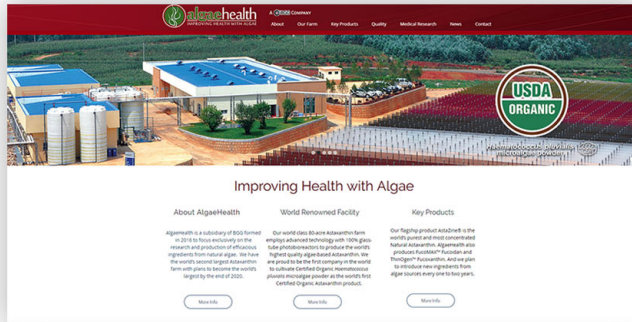 algaehealth
IMPROVING HEALTH WITH ALGAE
A COMPANY
About Our Farm Key Products Quality Medical Research News Contact
USDA
ORGANIC
Haematococcus pluvialis
microalgae powder
Improving Health with Algae
About AlgaeHealth
AlgaeHealth is a subsidiary of BGG formed
in 2016 to focus exclusively on the
research and production of efficacious
ingredients from natural algae. We have
the world's second largest Astaxanthin
farm with plans to become the world's
largest by the end of 2020.
More Info
World Renowned Facility
Our world class 80-acre Astaxanthin farm
employs advanced technology with 100% glass-
tube photobioreactors to produce the world's
highest quality algae-based Astaxanthin. We
are proud to be the first company in the world
to cultivate Certified Organic Haematococcus
pluvialis microalgae powder as the world's first
Certified Organic Astaxanthin product.
More Info
Key Products
Our flagship product AstaZine® is the
world's purest and most concentrated
Natural Astaxanthin. AlgaeHealth also
produces FucoMAX™ Fucoidan and
ThinOgen™ Fucoxanthin. And we plan
to introduce new ingredients from
algae sources every one to two years.
More Info